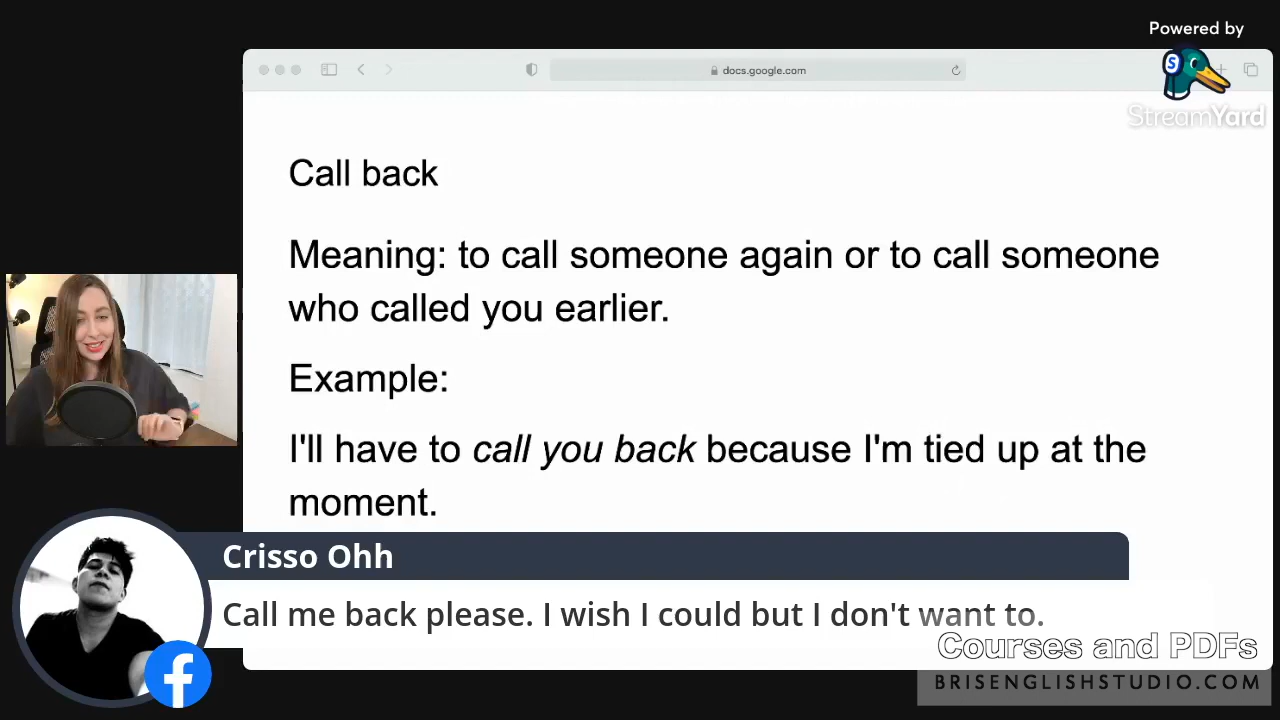 Powered by
docs.google.com
S
StreamYard
Call back
Meaning: to call someone again or to call someone
who called you earlier.
Example:
I'll have to call you back because I'm tied up at the
moment.
Crisso Ohh
Call me back please. I wish I could but I don't want to.
Courses and PDFs
BRISENGLISHSTUDIO.COM